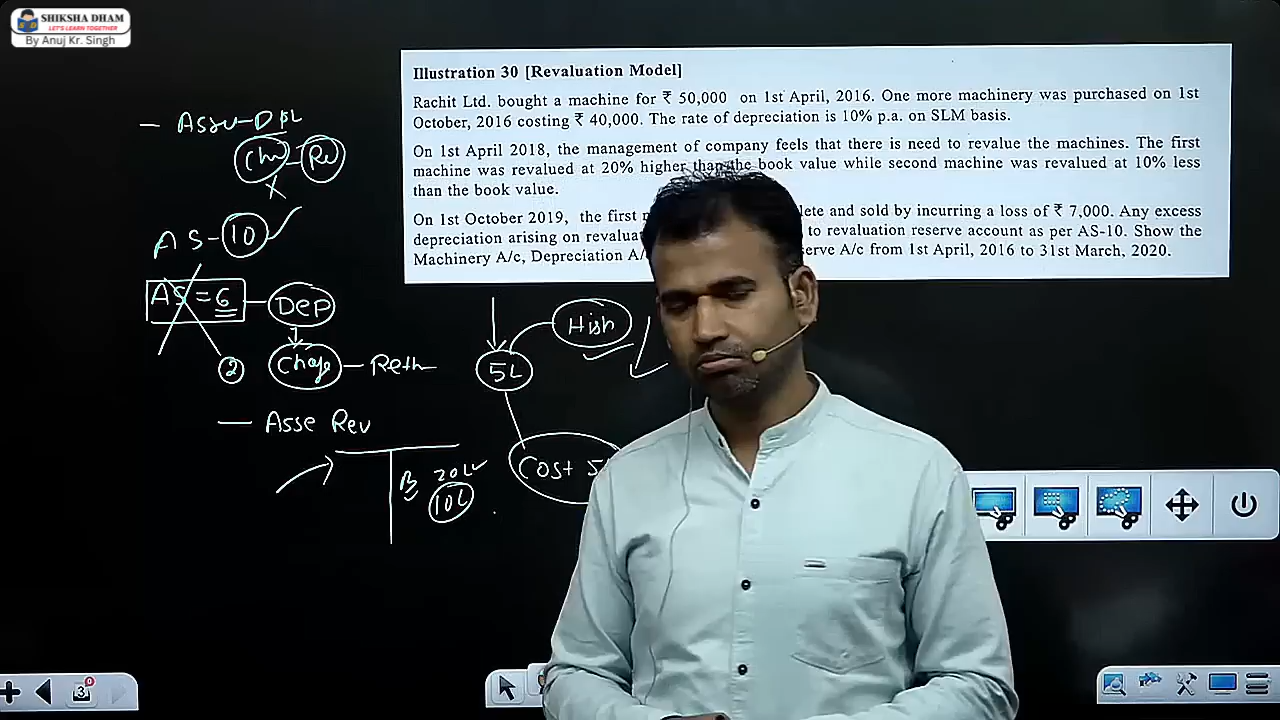 SHIKSHA DHAM
LET'S LEARN TOGETHER
By Anuj Kr. Singh
Illustration 30 [Revaluation Model]
Rachit Ltd. bought a machine for ₹ 50,000 on 1st April, 2016. One more machinery was purchased on 1st
October, 2016 costing ₹ 40,000. The rate of depreciation is 10% p.a. on SLM basis.
On 1st April 2018, the management of company feels that there is need to revalue the machines. The first
machine was revalued at 20% higher than the book value while second machine was revalued at 10% less
than the book value.
On 1st October 2019, the first lete and sold by incurring a loss of ₹ 7,000. Any excess
depreciation arising on revalua to revaluation reserve account as per AS-10. Show the
Machinery A/c, Depreciation A/ serve A/c from 1st April, 2016 to 31st March, 2020.
Re
X
AS-10
AS=6 Dep
2
Asse Rev
High
5L
Cost
20L
10L
3
0